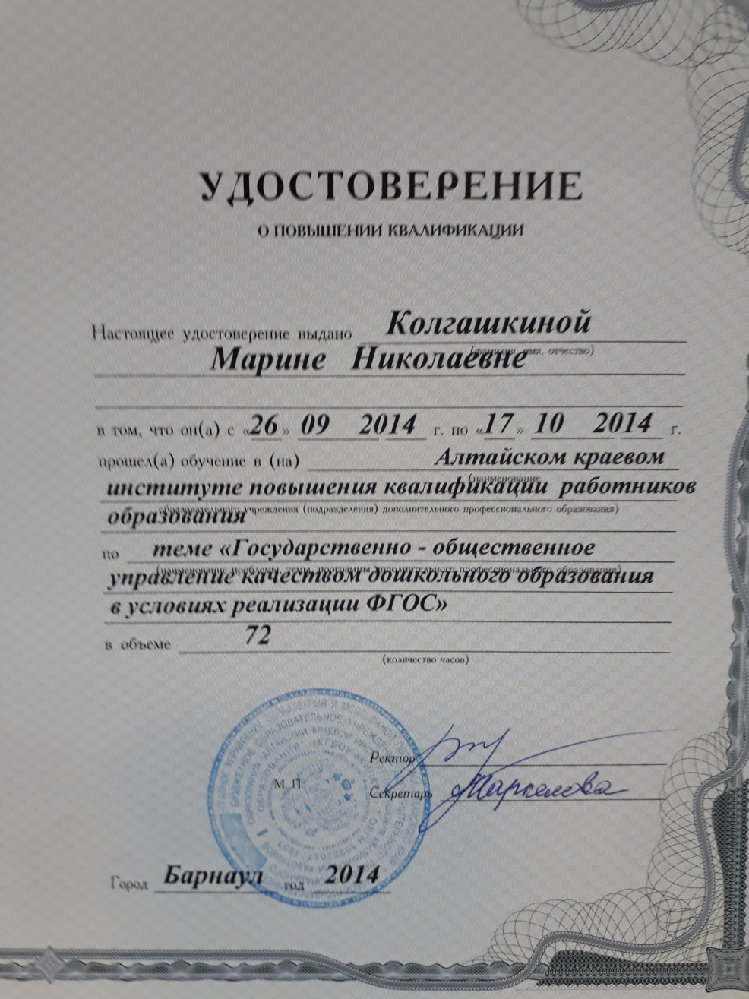 УДОСТОВЕРЕНИЕ
О ПОВЫШЕНИИ КВАЛИФИКАЦИИ
Настоящее удостоверение выдано Колгашкиной
(фамилия, имя, отчество)
Марине Николаевне
в том, что он(а) с «26» 09 2014 г. по «17» 10 2014 г.
прошел(а) обучение в (на) Алтайском краевом
(наименование
институте повышения квалификации работников
образовательного учреждения (подразделения) дополнительного профессионального образования)
образования
по теме «Государственно - общественное
(наименование проблемы, темы, программы дополнительного профессионального образования)
управление качеством дошкольного образования
в условиях реализации ФГОС»
в объеме 72
(количество часов)
Ректор
М. П.
Секретарь Маркелова
Город Барнаул год 2014